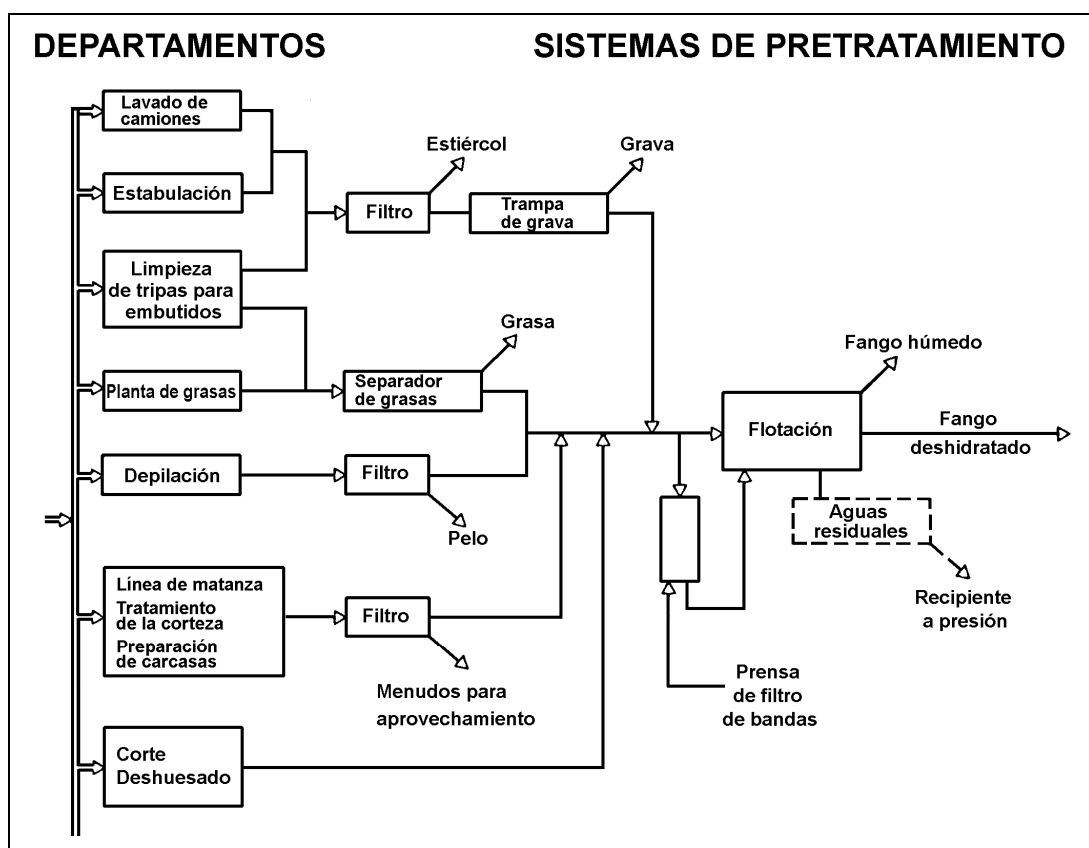 DEPARTAMENTOS
SISTEMAS DE PRETRATAMIENTO
Lavado de
camiones
Estabulación
Limpieza
de tripas para
embutidos
Planta de grasas
Depilación
Línea de matanza
Tratamiento
de la corteza
Preparación
de carcasas
Corte
Deshuesado
Estiércol
Filtro
Grava
Trampa
de grava
Grasa
Separador
de grasas
Filtro
Pelo
Filtro
Menudos para
aprovechamiento
Fango húmedo
Flotación
Fango
deshidratado
Aguas
residuales
Recipiente
a presión
Prensa
de filtro
de bandas